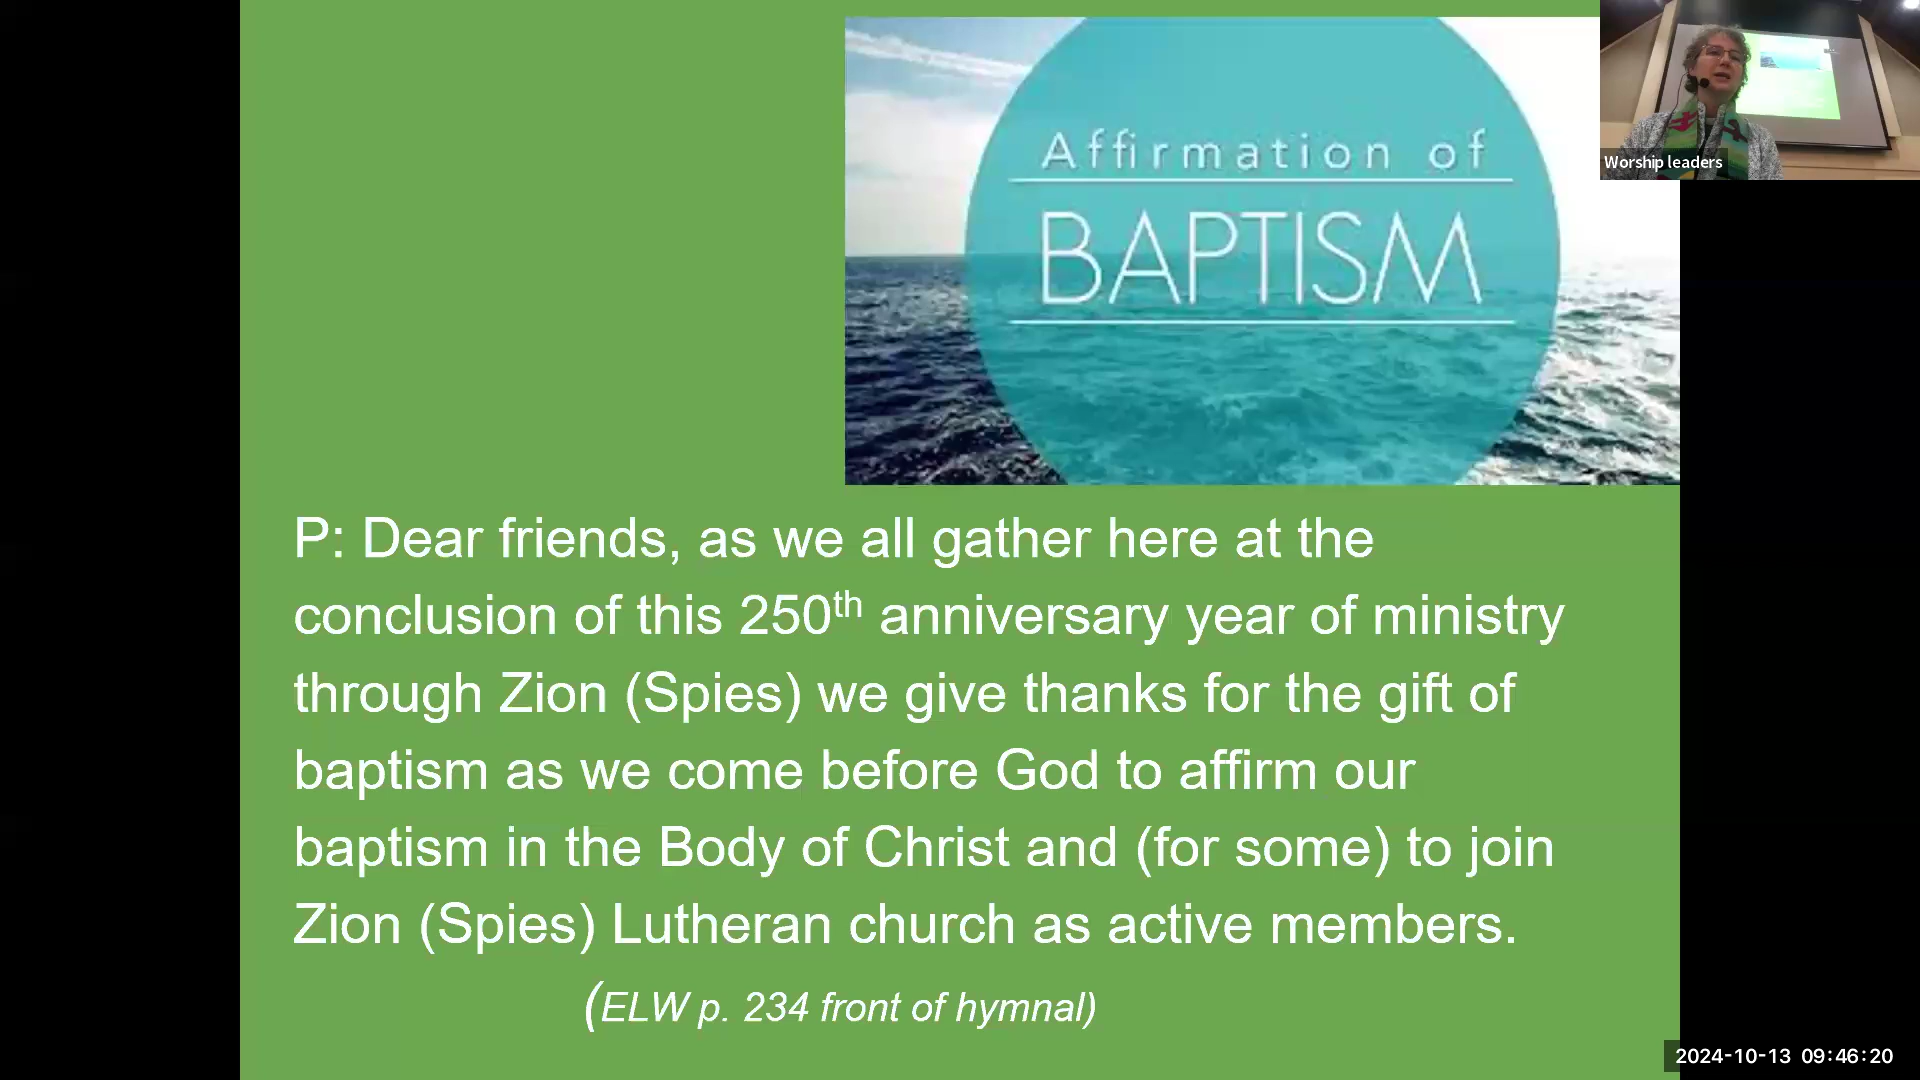 Affirmation of
BAPTISM
Worship leaders
P: Dear friends, as we all gather here at the
conclusion of this 250th anniversary year of ministry
through Zion (Spies) we give thanks for the gift of
baptism as we come before God to affirm our
baptism in the Body of Christ and (for some) to join
Zion (Spies) Lutheran church as active members.
(ELW p. 234 front of hymnal)
2024-10-13 09:46:20